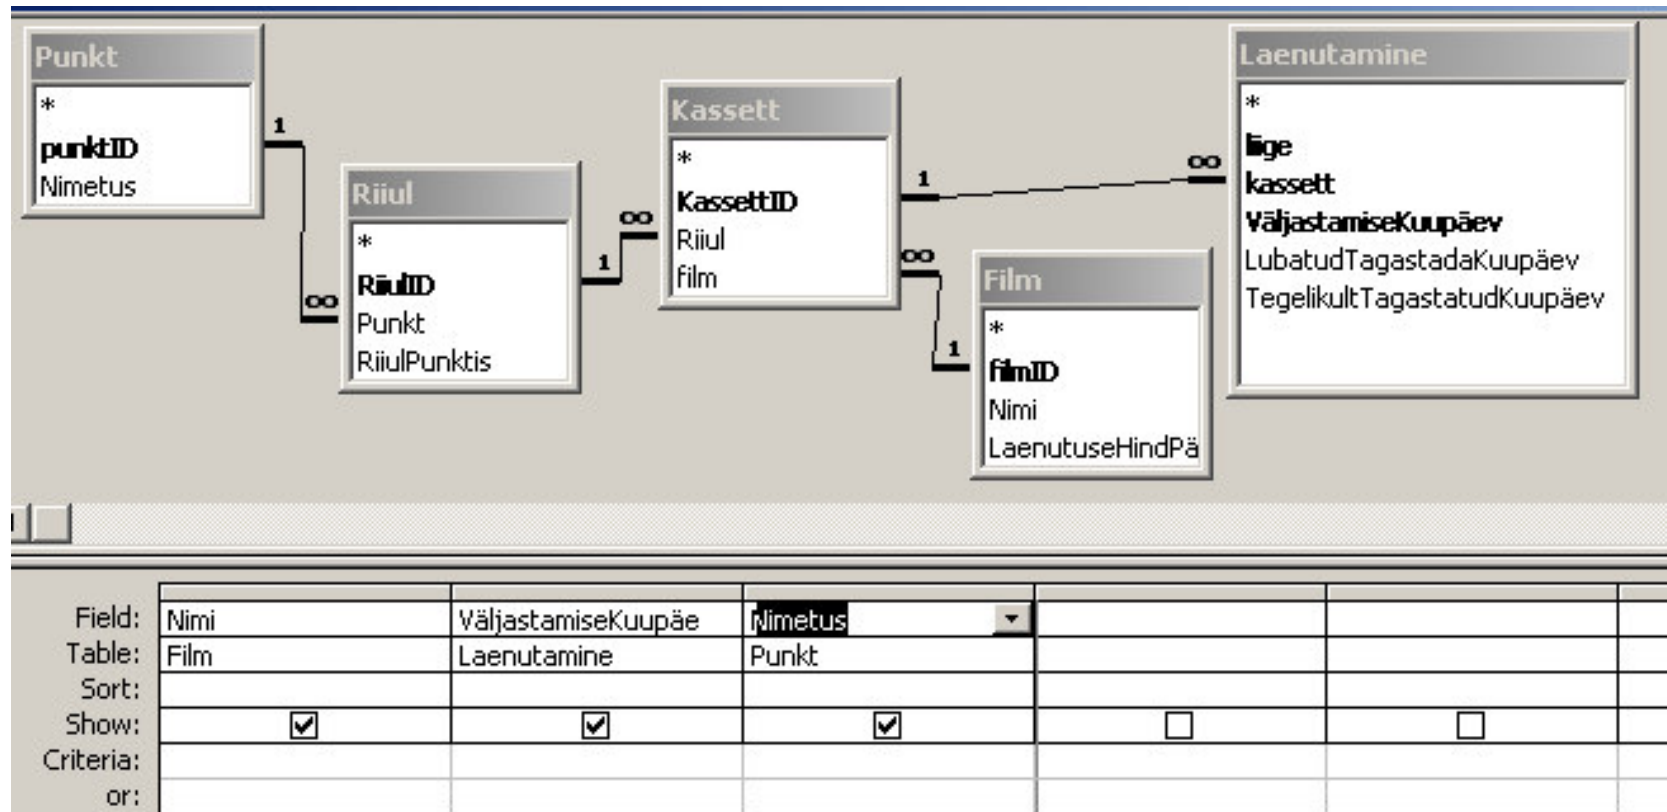 Punkt
*
punktID
Nimetus
1
∞
Riiul
*
RiiulID
Punkt
RiiulPunktis
1
∞
Kassett
*
KassettID
Riiul
film
1
∞
∞
1
Film
*
filmID
Nimi
LaenutuseHindPä
Laenutamine
*
liige
kassett
VäljastamiseKuupäev
LubatudTagastadaKuupäev
TegelikultTagastatudKuupäev
Field: Nimi VäljastamiseKuupäe Nimetus
Table: Film Laenutamine Punkt
Sort:
Show:
Criteria:
or: